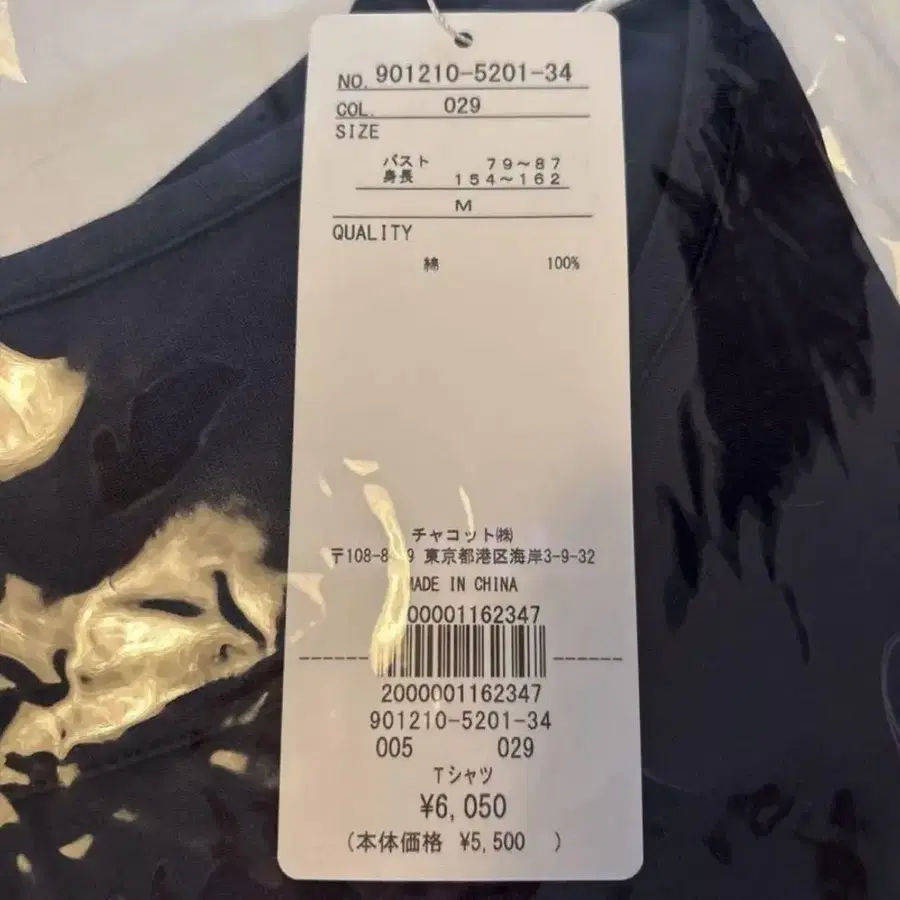 NO. 901210-5201-34
COL. 029
SIZE
バスト 79～87
身長 154～162
M
QUALITY
綿 100%
チャコット㈱
東京都港区海岸3-9-32
MADE IN CHINA
2000001162347
901210-5201-34
005 029
Tシャツ
¥6,050
(本体価格 ¥5,500 )